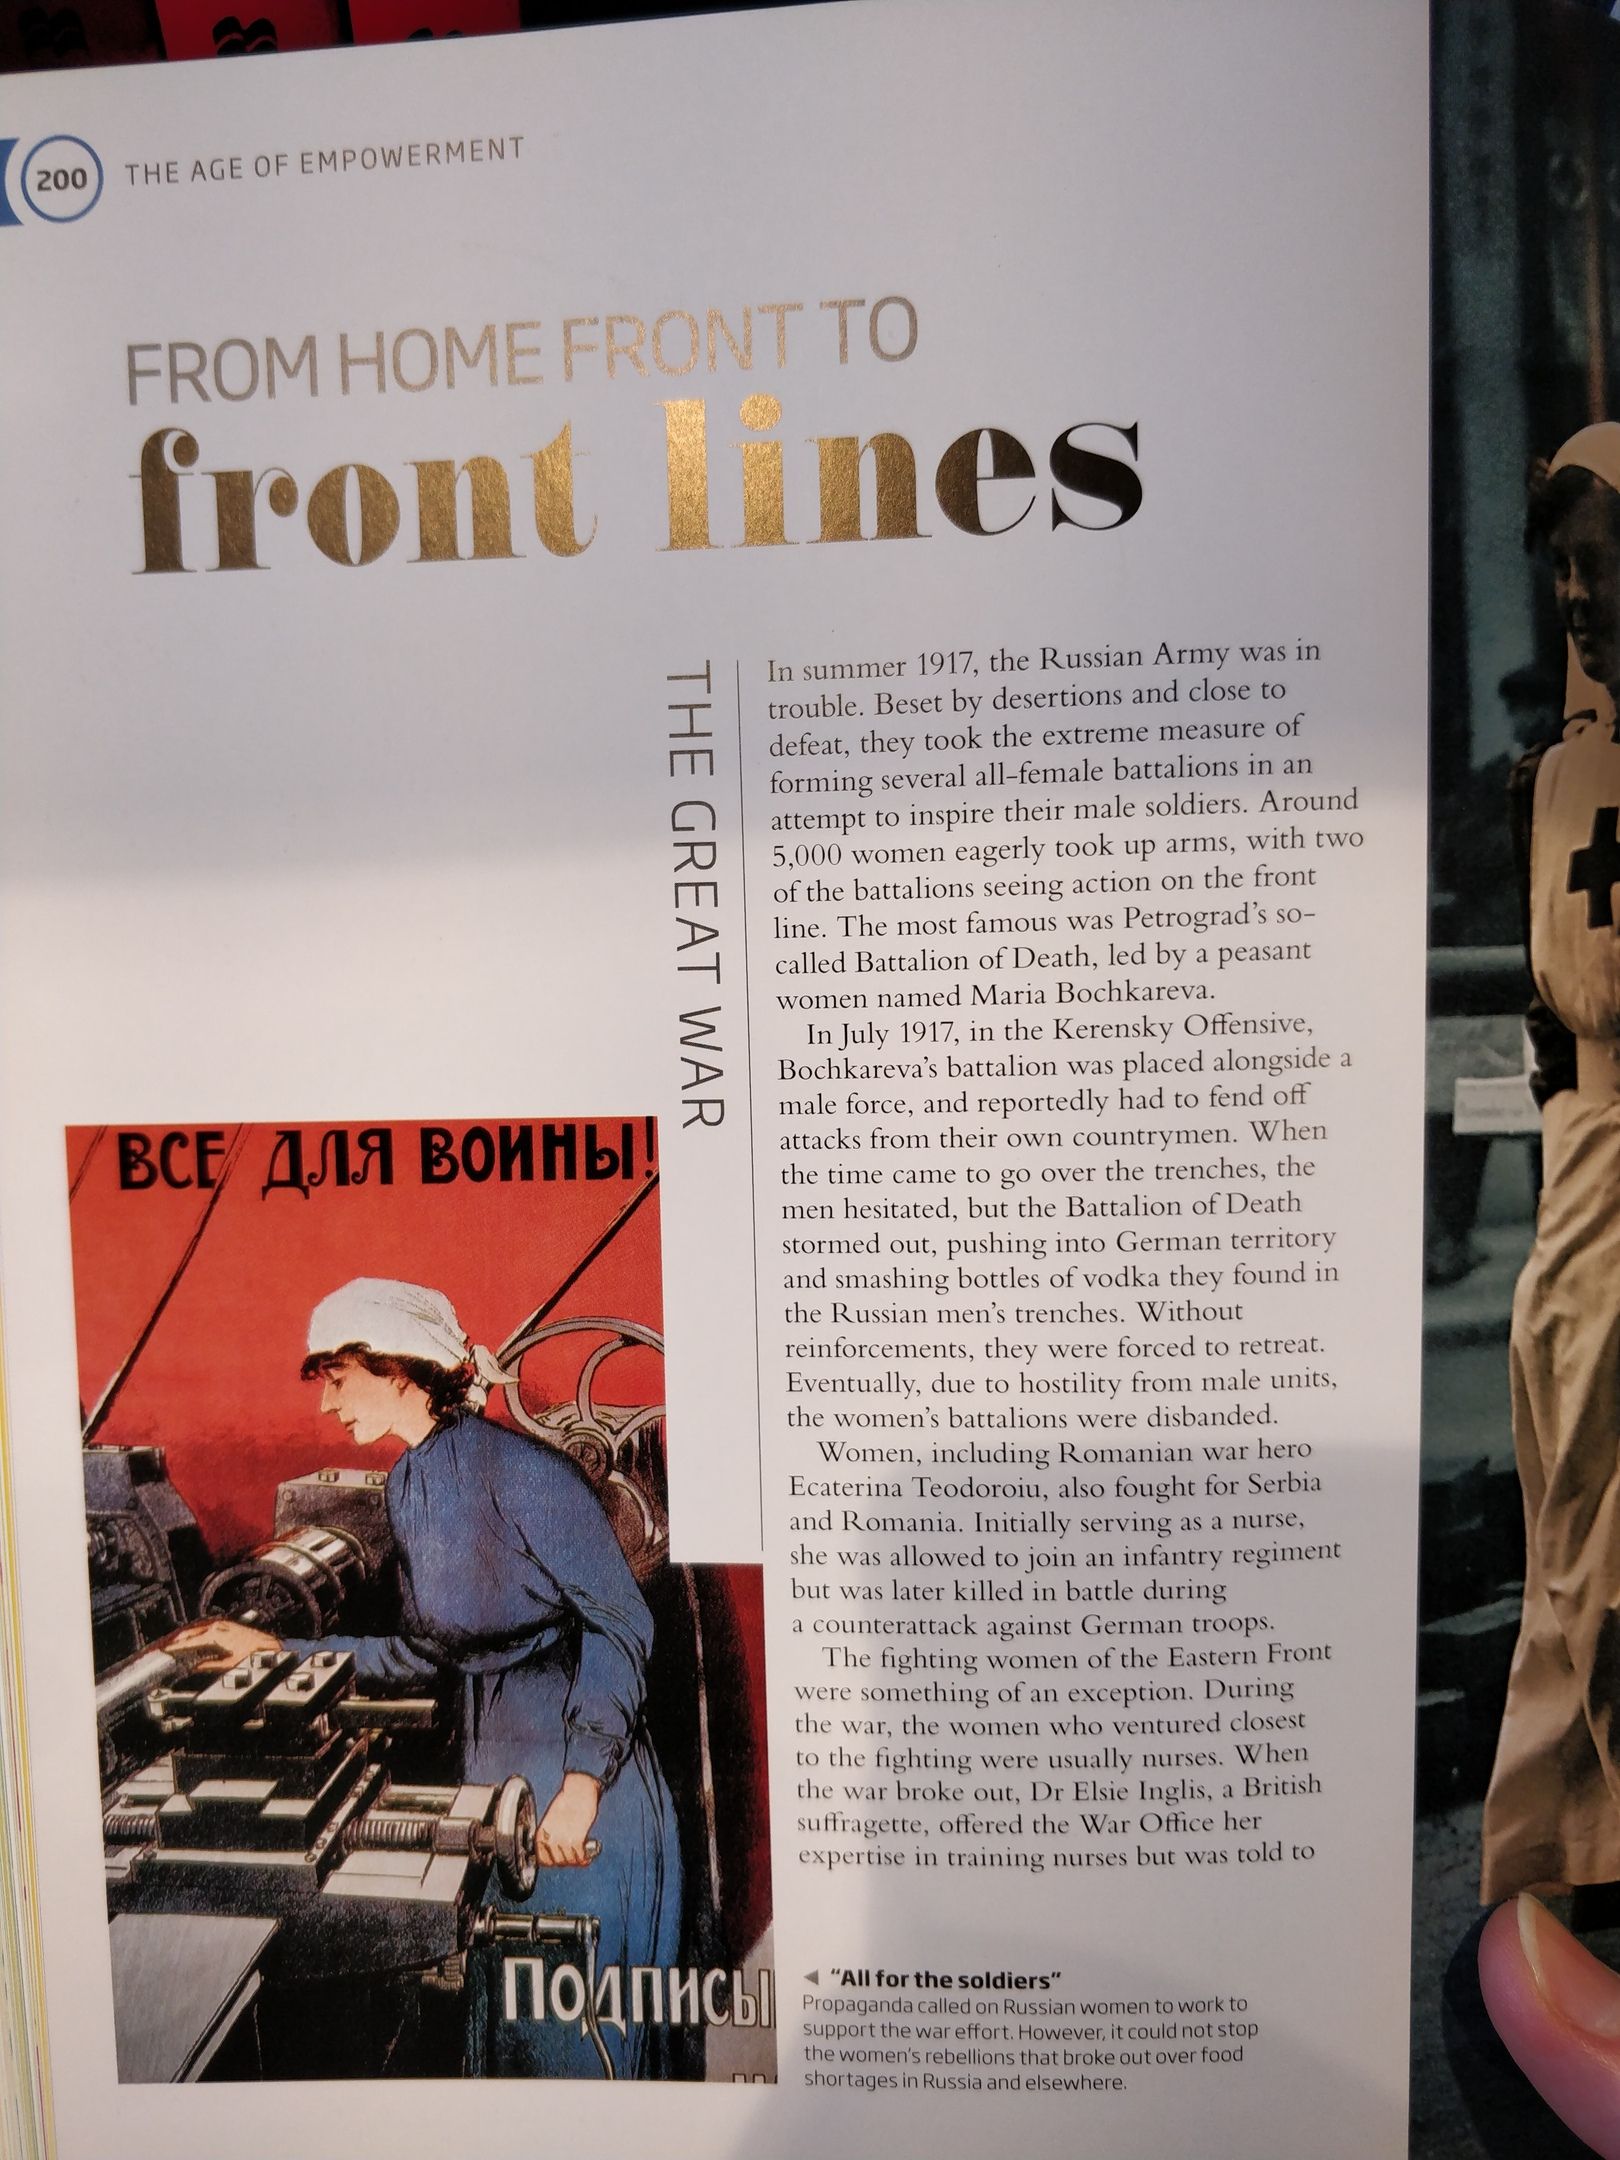 200 THE AGE OF EMPOWERMENT
FROM HOME FRONT TO
front lines
THE GREAT WAR
In summer 1917, the Russian Army was in
trouble. Beset by desertions and close to
defeat, they took the extreme measure of
forming several all-female battalions in an
attempt to inspire their male soldiers. Around
5,000 women eagerly took up arms, with two
of the battalions seeing action on the front
line. The most famous was Petrograd's so-
called Battalion of Death, led by a peasant
women named Maria Bochkareva.
In July 1917, in the Kerensky Offensive,
Bochkareva's battalion was placed alongside a
male force, and reportedly had to fend off
attacks from their own countrymen. When
the time came to go over the trenches, the
men hesitated, but the Battalion of Death
stormed out, pushing into German territory
and smashing bottles of vodka they found in
the Russian men's trenches. Without
reinforcements, they were forced to retreat.
Eventually, due to hostility from male units,
the women's battalions were disbanded.
Women, including Romanian war hero
Ecaterina Teodoroiu, also fought for Serbia
and Romania. Initially serving as a nurse,
she was allowed to join an infantry regiment
but was later killed in battle during
a counterattack against German troops.
The fighting women of the Eastern Front
were something of an exception. During
the war, the women who ventured closest
to the fighting were usually nurses. When
the war broke out, Dr Elsie Inglis, a British
suffragette, offered the War Office her
expertise in training nurses but was told to
ВСЕ ДЛЯ ВОЙНЫ!
ПОДПИСЫ
◀ "All for the soldiers"
Propaganda called on Russian women to work to
support the war effort. However, it could not stop
the women's rebellions that broke out over food
shortages in Russia and elsewhere.